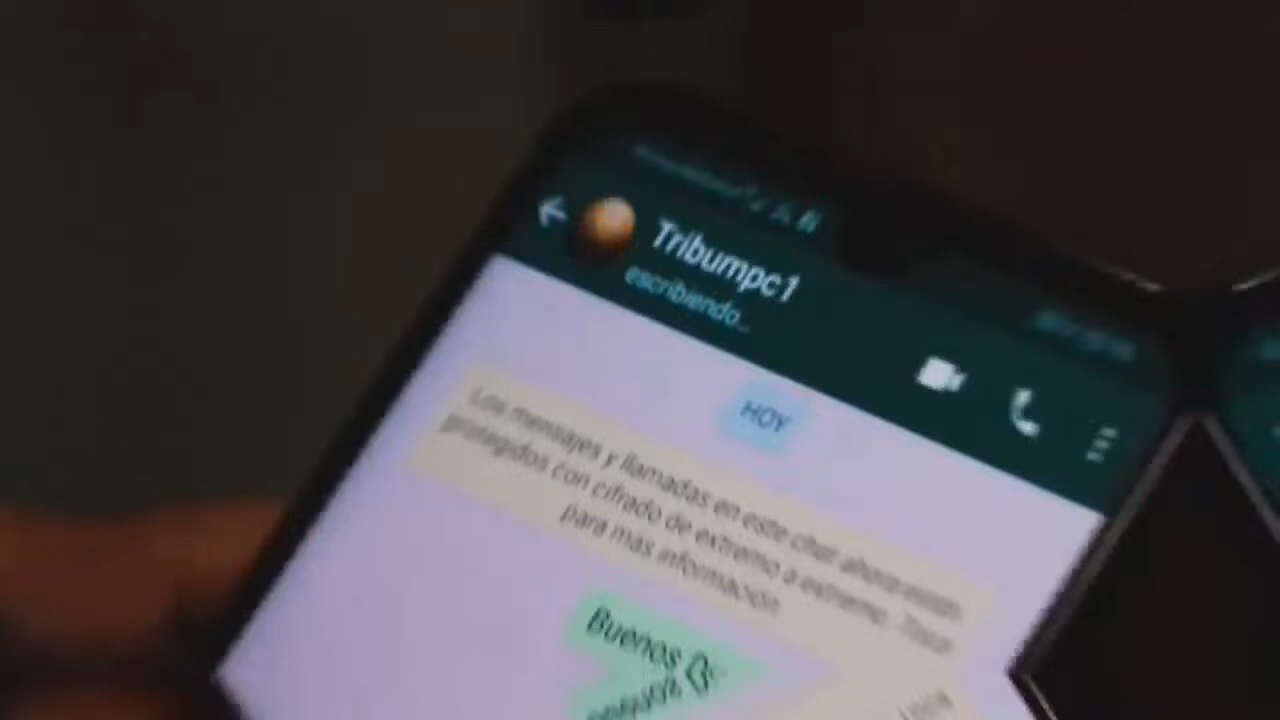 Tribumpc1
escribiendo...
HOY
Los mensajes y llamadas en este chat ahora están
protegidos con cifrado de extremo a extremo. Toca
para más información.
Buenos